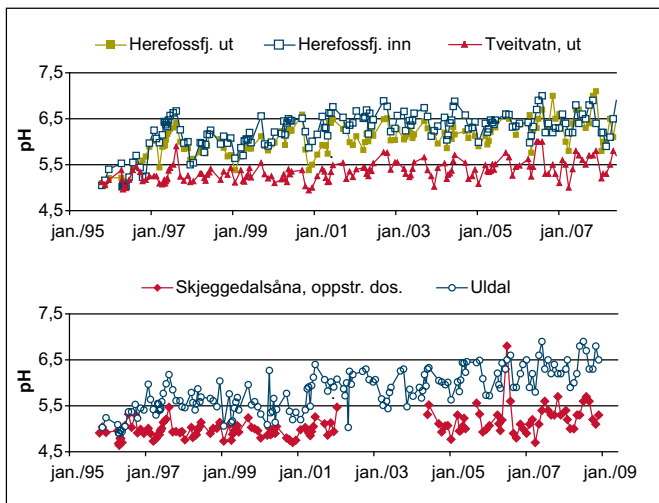 Herefossfj. ut Herefossfj. inn Tveitvatn, ut
7,5
6,5
5,5
4,5
pH
jan./95 jan./97 jan./99 jan./01 jan./03 jan./05 jan./07
Skjeggedalsåna, oppstr. dos. Uldal
7,5
6,5
5,5
4,5
pH
jan./95 jan./97 jan./99 jan./01 jan./03 jan./05 jan./07 jan./09